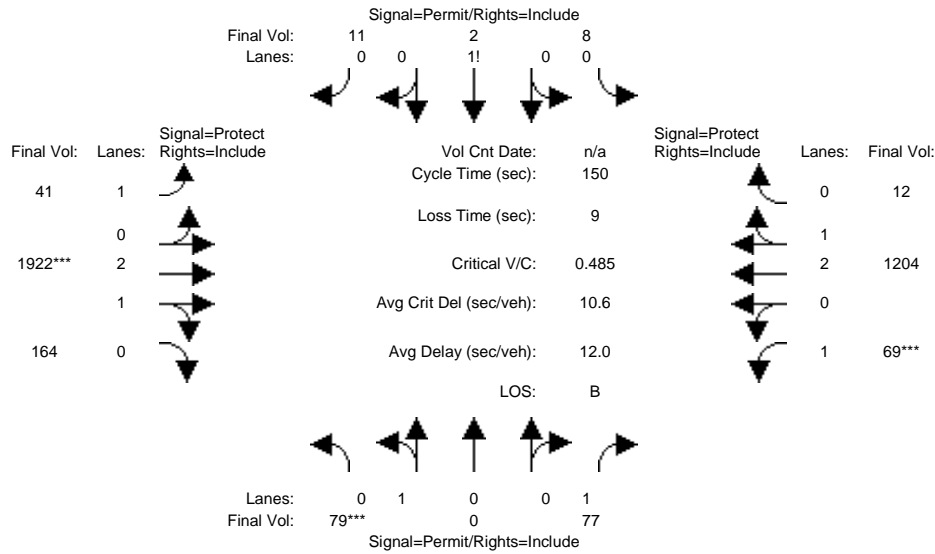 Signal=Permit/Rights=Include
Final Vol: 11 2 8
Lanes: 0 0 1! 0 0
Signal=Protect Signal=Protect
Final Vol: Lanes: Rights=Include Vol Cnt Date: n/a Rights=Include Lanes: Final Vol:
Cycle Time (sec): 150
41 1 0 12
Loss Time (sec): 9
0 1
1922*** 2 Critical V/C: 0.485 2 1204
1 Avg Crit Del (sec/veh): 10.6 0
164 0 Avg Delay (sec/veh): 12.0 1 69***
LOS: B
Lanes: 0 1 0 0 1
Final Vol: 79*** 0 77
Signal=Permit/Rights=Include